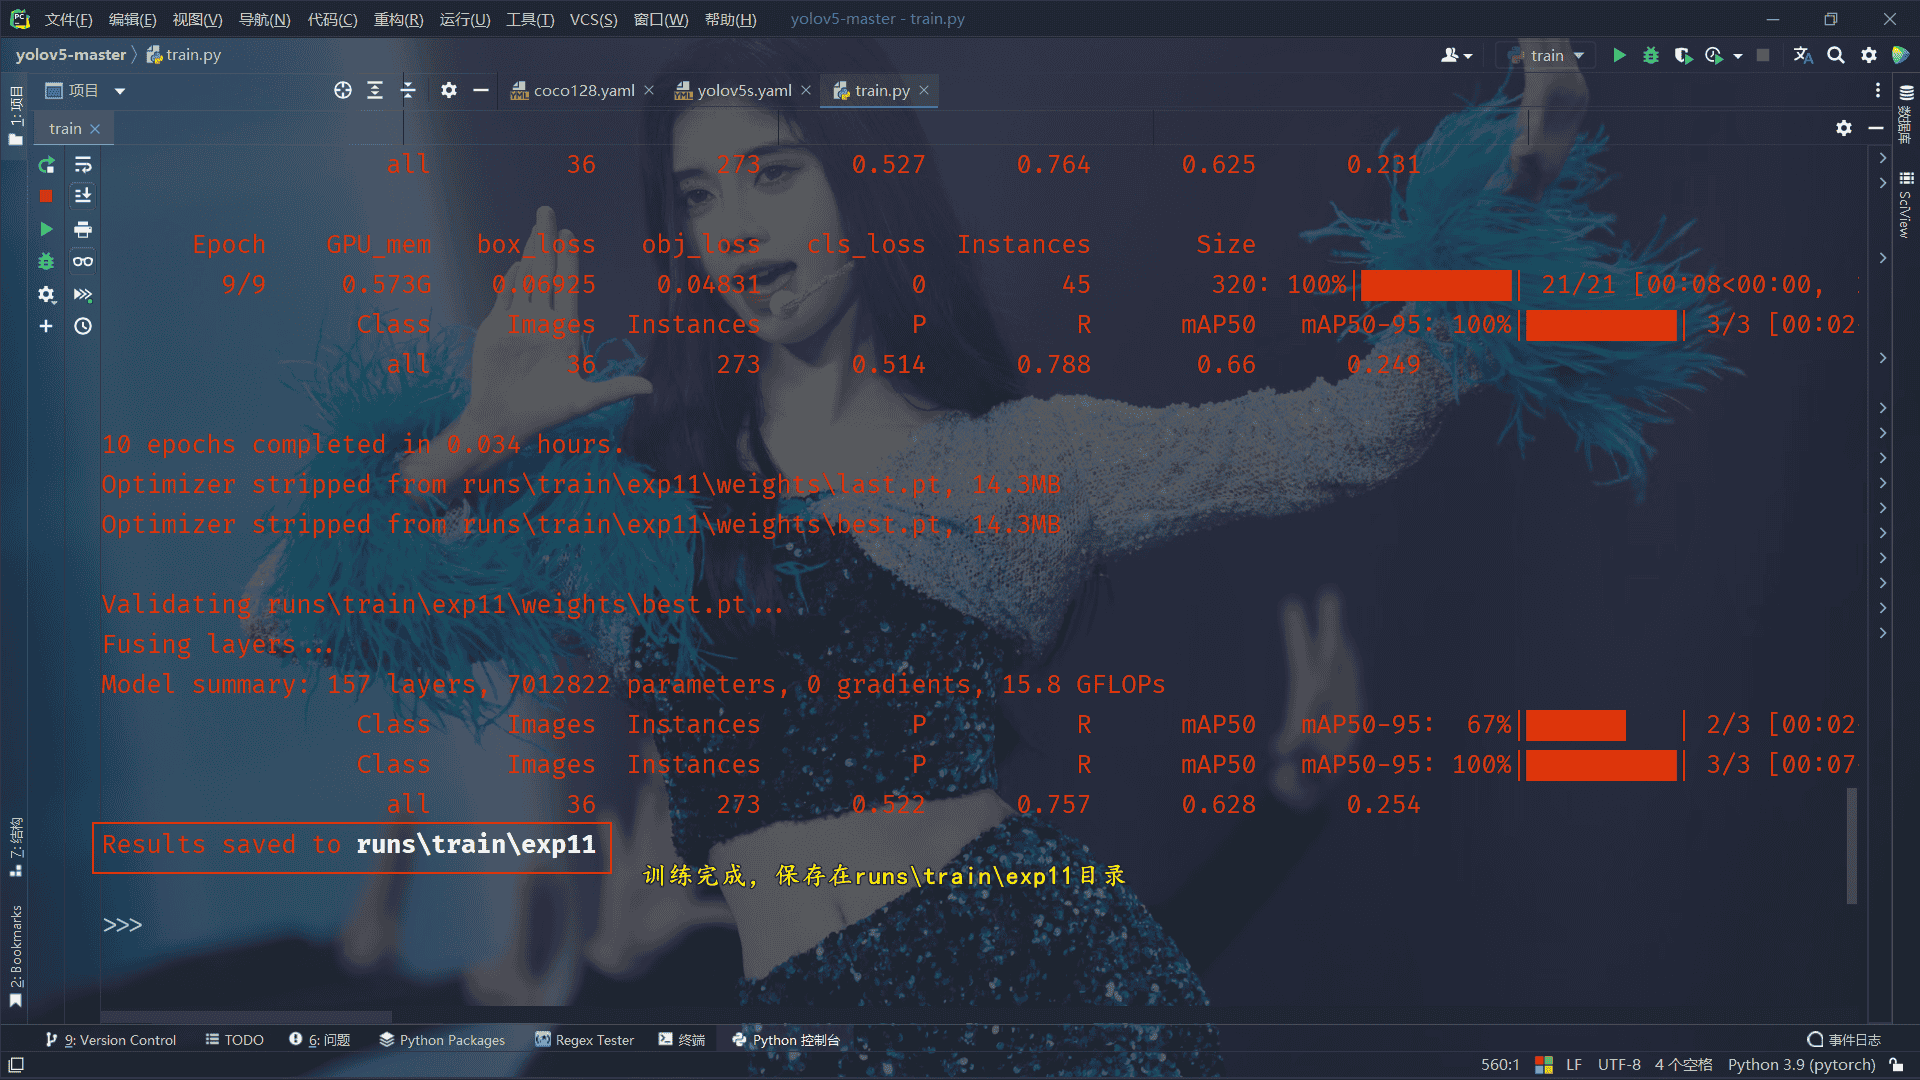 文件(F) 编辑(E) 视图(V) 导航(N) 代码(C) 重构(R) 运行(U) 工具(T) VCS(S) 窗口(W) 帮助(H) yolov5-master - train.py
yolov5-master train.py train
1: 项目
项目 coco128.yaml yolov5s.yaml train.py
数据库
SciView
train
all 36 273 0.527 0.764 0.625 0.231
Epoch GPU_mem box_loss obj_loss cls_loss Instances Size
9/9 0.573G 0.06925 0.04831 0 45 320: 100%| | 21/21 [00:08<00:00,
Class Images Instances P R mAP50 mAP50-95: 100%| | 3/3 [00:02
all 36 273 0.514 0.788 0.66 0.249
10 epochs completed in 0.034 hours.
Optimizer stripped from runs\train\exp11\weights\last.pt, 14.3MB
Optimizer stripped from runs\train\exp11\weights\best.pt, 14.3MB
Validating runs\train\exp11\weights\best.pt...
Fusing layers...
Model summary: 157 layers, 7012822 parameters, 0 gradients, 15.8 GFLOPs
Class Images Instances P R mAP50 mAP50-95: 67%| | 2/3 [00:02
Class Images Instances P R mAP50 mAP50-95: 100%| | 3/3 [00:07
all 36 273 0.522 0.757 0.628 0.254
Results saved to runs\train\exp11
训练完成，保存在runs\train\exp11目录
>>>
7: 结构
2: Bookmarks
9: Version Control TODO 6: 问题 Python Packages Regex Tester 终端 Python 控制台 事件日志
560:1 LF UTF-8 4 个空格 Python 3.9 (pytorch)